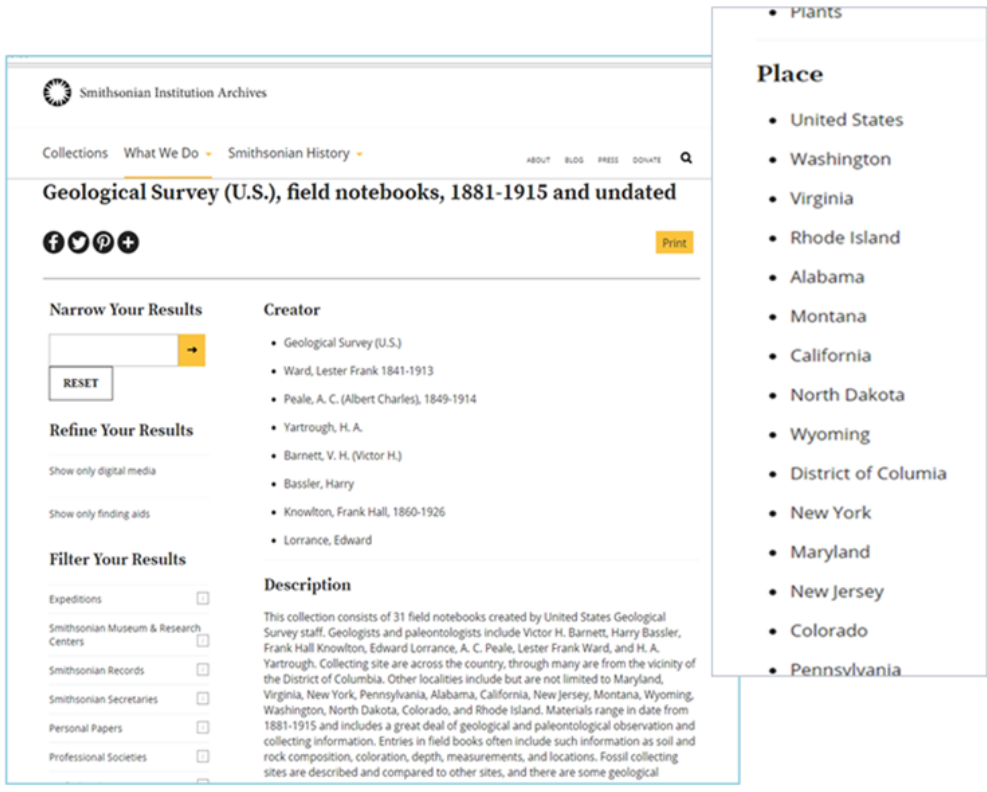 Smithsonian Institution Archives
Collections What We Do Smithsonian History ABOUT BLOG PRESS DONATE
Geological Survey (U.S.), field notebooks, 1881-1915 and undated
Print
Narrow Your Results
RESET
Refine Your Results
Show only digital media
Show only finding aids
Filter Your Results
Expeditions
Smithsonian Museum & Research
Centers
Smithsonian Records
Smithsonian Secretaries
Personal Papers
Professional Societies
Creator
Geological Survey (U.S.)
Ward, Lester Frank 1841-1913
Peale, A. C. (Albert Charles), 1849-1914
Yartrough, H. A.
Barnett, V. H. (Victor H.)
Bassler, Harry
Knowlton, Frank Hall, 1860-1926
Lorrance, Edward
Description
This collection consists of 31 field notebooks created by United States Geological
Survey staff. Geologists and paleontologists include Victor H. Barnett, Harry Bassler,
Frank Hall Knowlton, Edward Lorrance, A. C. Peale, Lester Frank Ward, and H. A.
Yartrough. Collecting site are across the country, through many are from the vicinity of
the District of Columbia. Other localities include but are not limited to Maryland,
Virginia, New York, Pennsylvania, Alabama, California, New Jersey, Montana, Wyoming,
Washington, North Dakota, Colorado, and Rhode Island. Materials range in date from
1881-1915 and includes a great deal of geological and paleontological observation and
collecting information. Entries in field books often include such information as soil and
rock composition, coloration, depth, measurements, and locations. Fossil collecting
sites are described and compared to other sites, and there are some geological
Plants
Place
United States
Washington
Virginia
Rhode Island
Alabama
Montana
California
North Dakota
Wyoming
District of Columia
New York
Maryland
New Jersey
Colorado
Pennsylvania